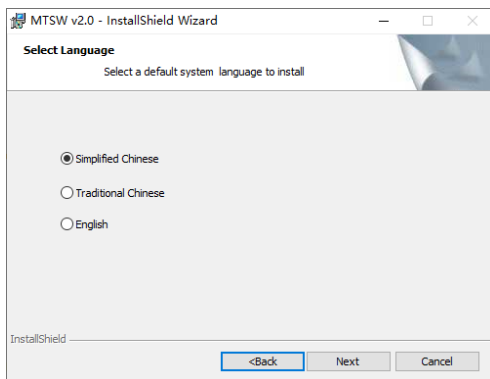 MTSW v2.0 - InstallShield Wizard
Select Language
Select a default system language to install
Simplified Chinese
Traditional Chinese
English
InstallShield
<Back
Next
Cancel